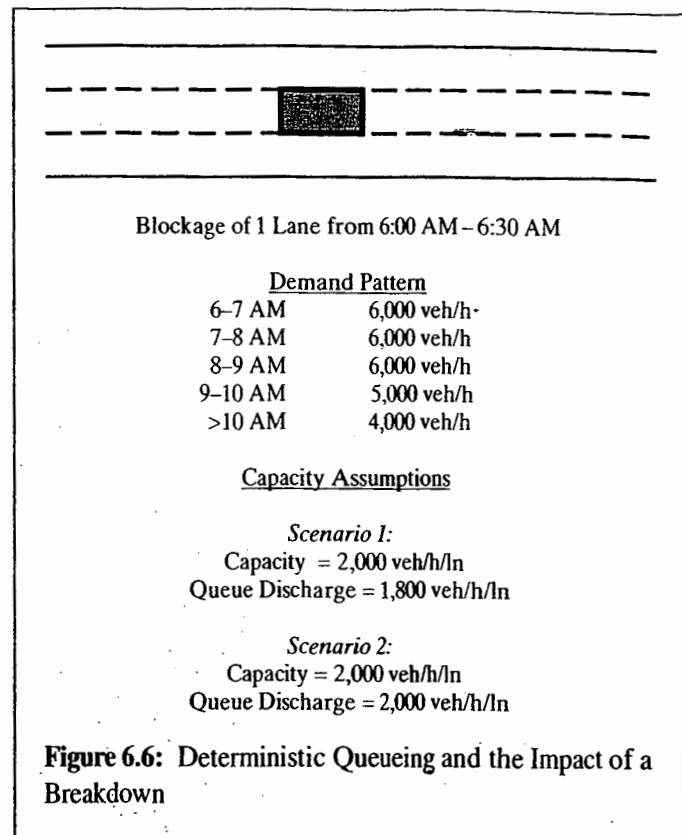 Blockage of 1 Lane from 6:00 AM – 6:30 AM
Demand Pattern
6–7 AM 6,000 veh/h
7–8 AM 6,000 veh/h
8–9 AM 6,000 veh/h
9–10 AM 5,000 veh/h
>10 AM 4,000 veh/h
Capacity Assumptions
Scenario 1:
Capacity = 2,000 veh/h/ln
Queue Discharge = 1,800 veh/h/ln
Scenario 2:
Capacity = 2,000 veh/h/ln
Queue Discharge = 2,000 veh/h/ln
Figure 6.6: Deterministic Queueing and the Impact of a
Breakdown